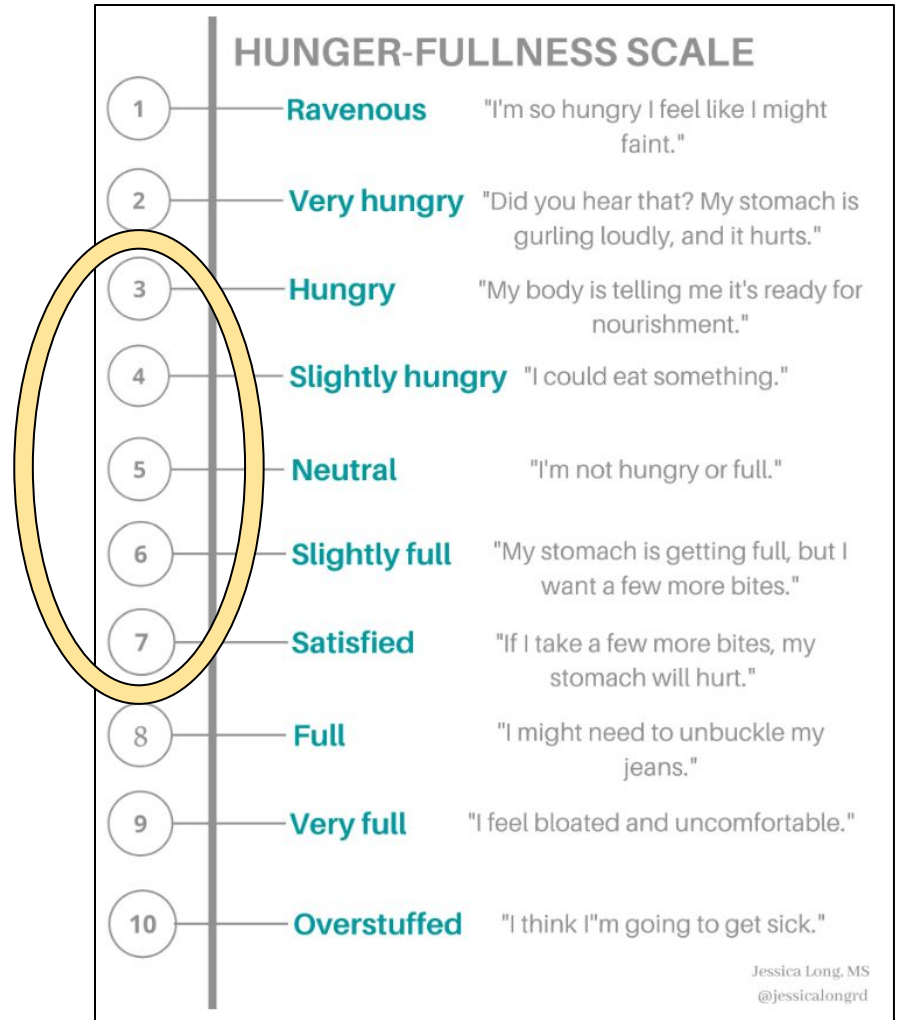 HUNGER-FULLNESS SCALE
1 Ravenous "I'm so hungry I feel like I might
faint."
2 Very hungry "Did you hear that? My stomach is
gurling loudly, and it hurts."
3 Hungry "My body is telling me it's ready for
nourishment."
4 Slightly hungry "I could eat something."
5 Neutral "I'm not hungry or full."
6 Slightly full "My stomach is getting full, but I
want a few more bites."
7 Satisfied "If I take a few more bites, my
stomach will hurt."
8 Full "I might need to unbuckle my
jeans."
9 Very full "I feel bloated and uncomfortable."
10 Overstuffed "I think I"m going to get sick."
Jessica Long, MS
@jessicalongrd